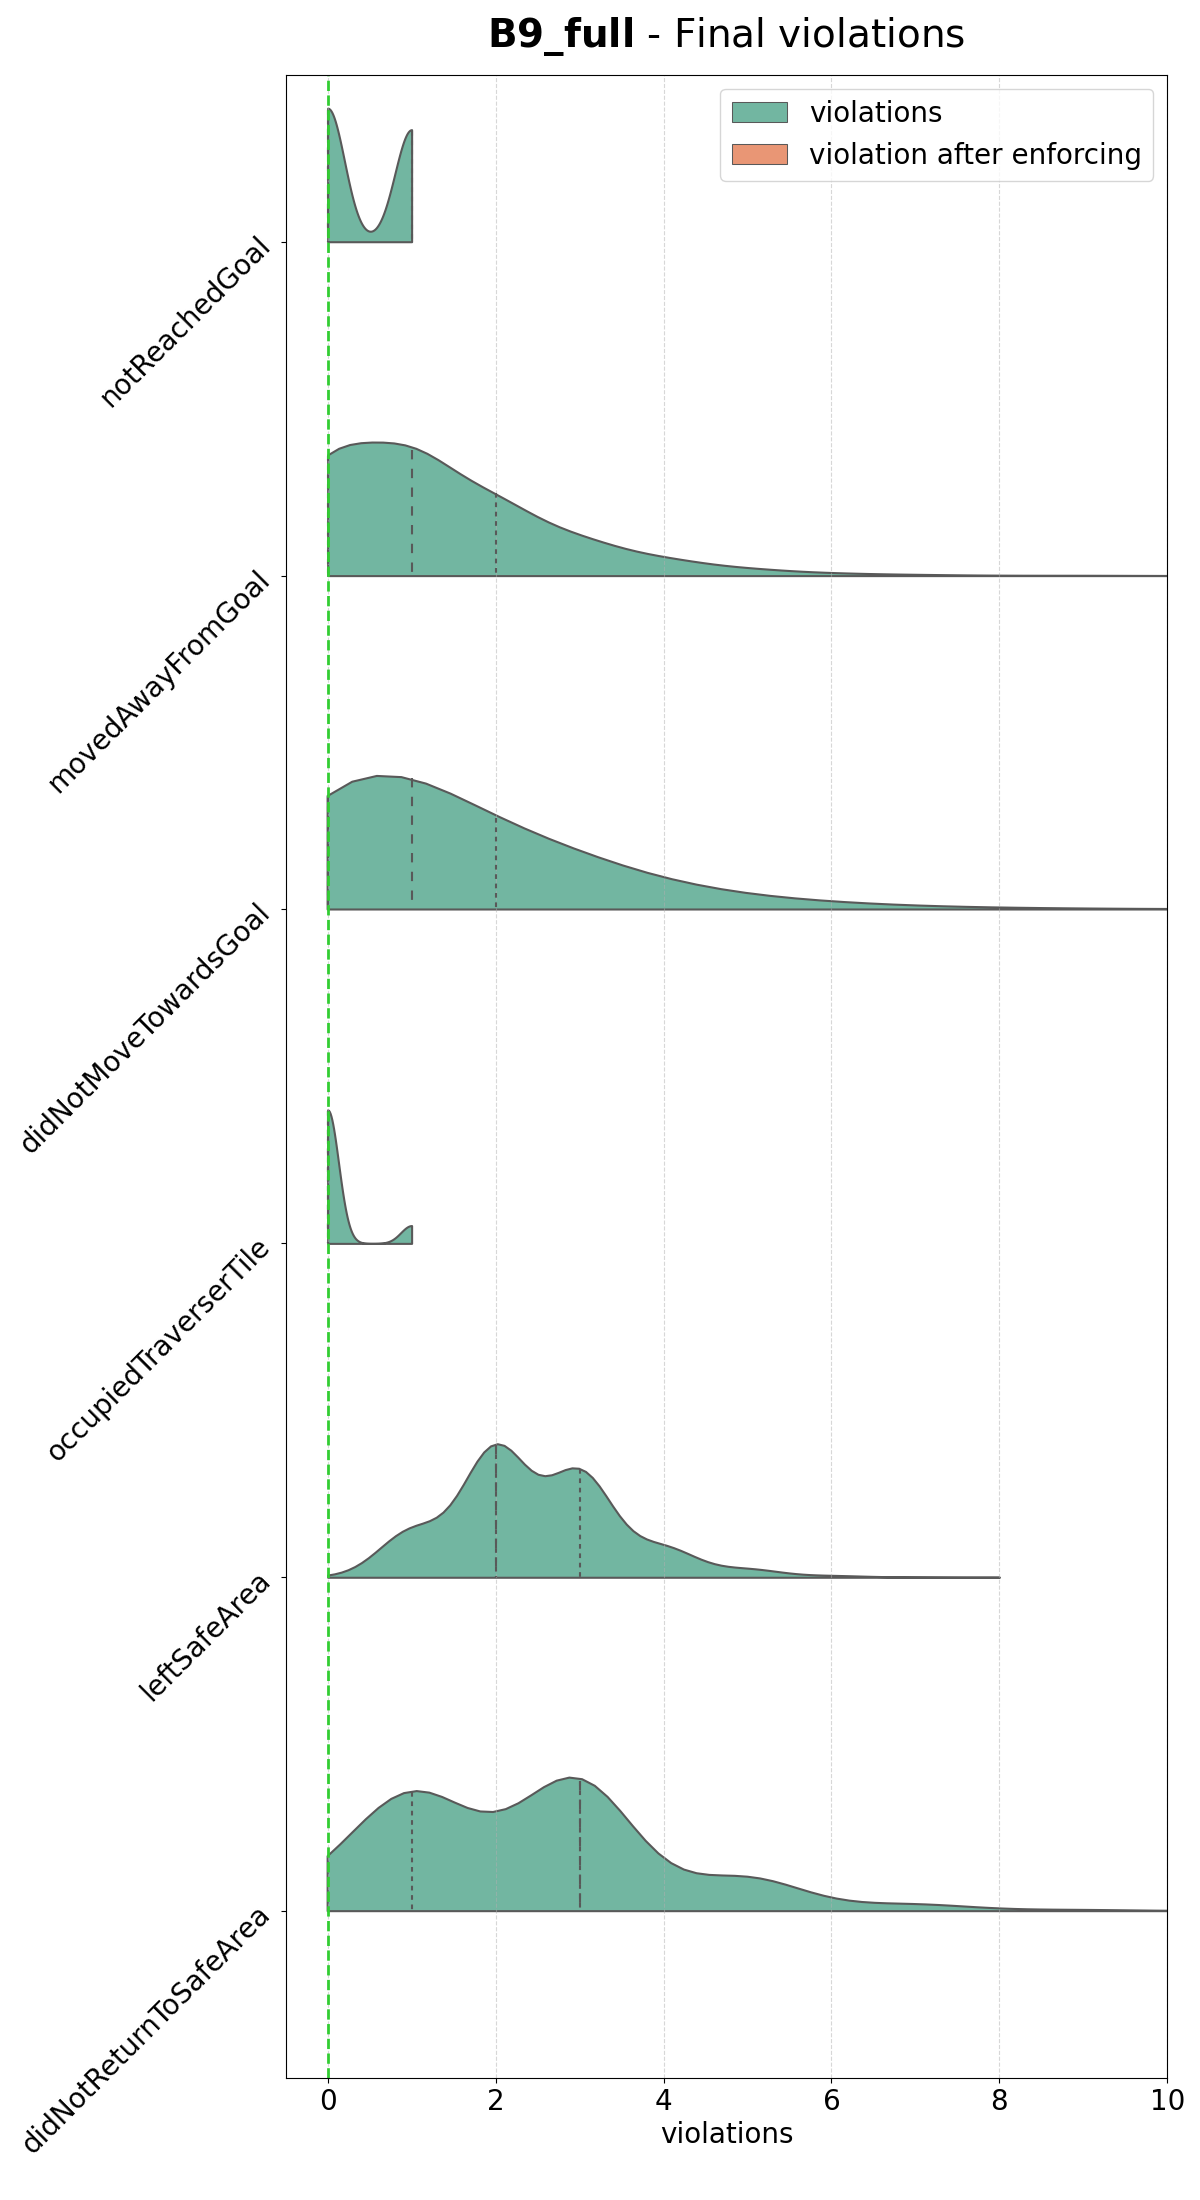 B9_full - Final violations
violations
violation after enforcing
notReachedGoal
movedAwayFromGoal
didNotMoveTowardsGoal
occupiedTraverserTile
leftSafeArea
didNotReturnToSafeArea
0 2 4 6 8 10
violations